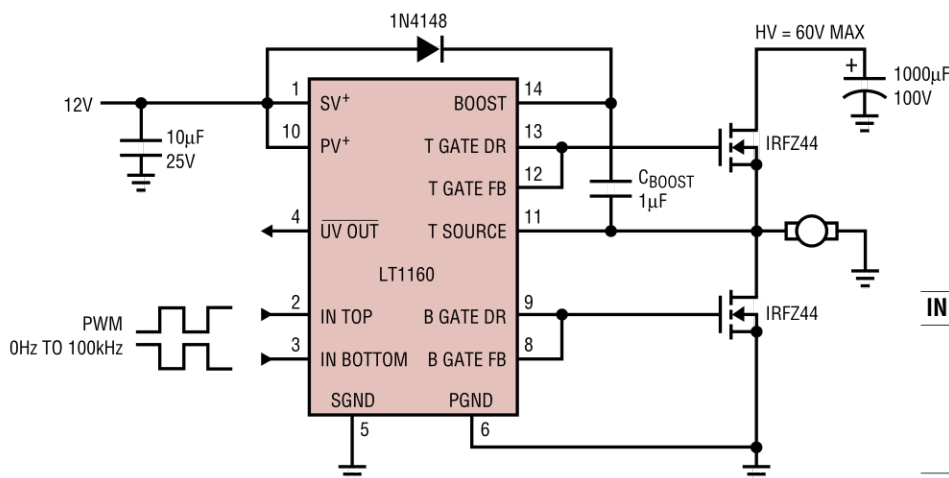 1N4148
HV = 60V MAX
+
1000µF
100V
12V
10µF
25V
1
SV+
10
PV+
4
UV OUT
LT1160
PWM
0Hz TO 100kHz
2
IN TOP
3
IN BOTTOM
SGND
5
PGND
6
BOOST
14
T GATE DR
13
T GATE FB
12
T SOURCE
11
B GATE DR
9
B GATE FB
8
CBOOST
1µF
IRFZ44
IRFZ44
IN